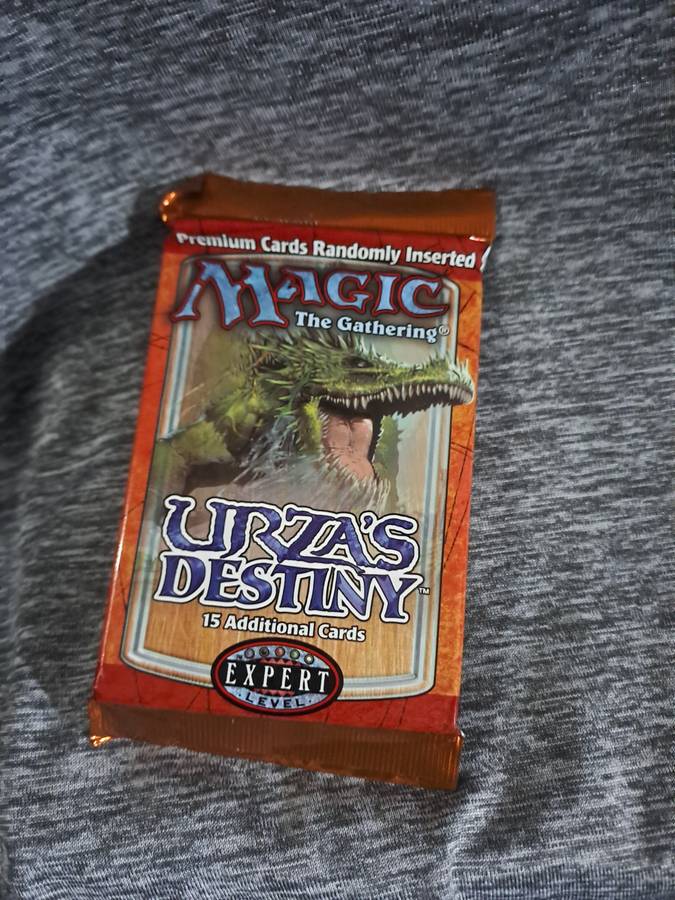 Premium Cards Randomly Inserted
MAGIC
The Gathering®
URZA'S
DESTINY™
15 Additional Cards
EXPERT
LEVEL